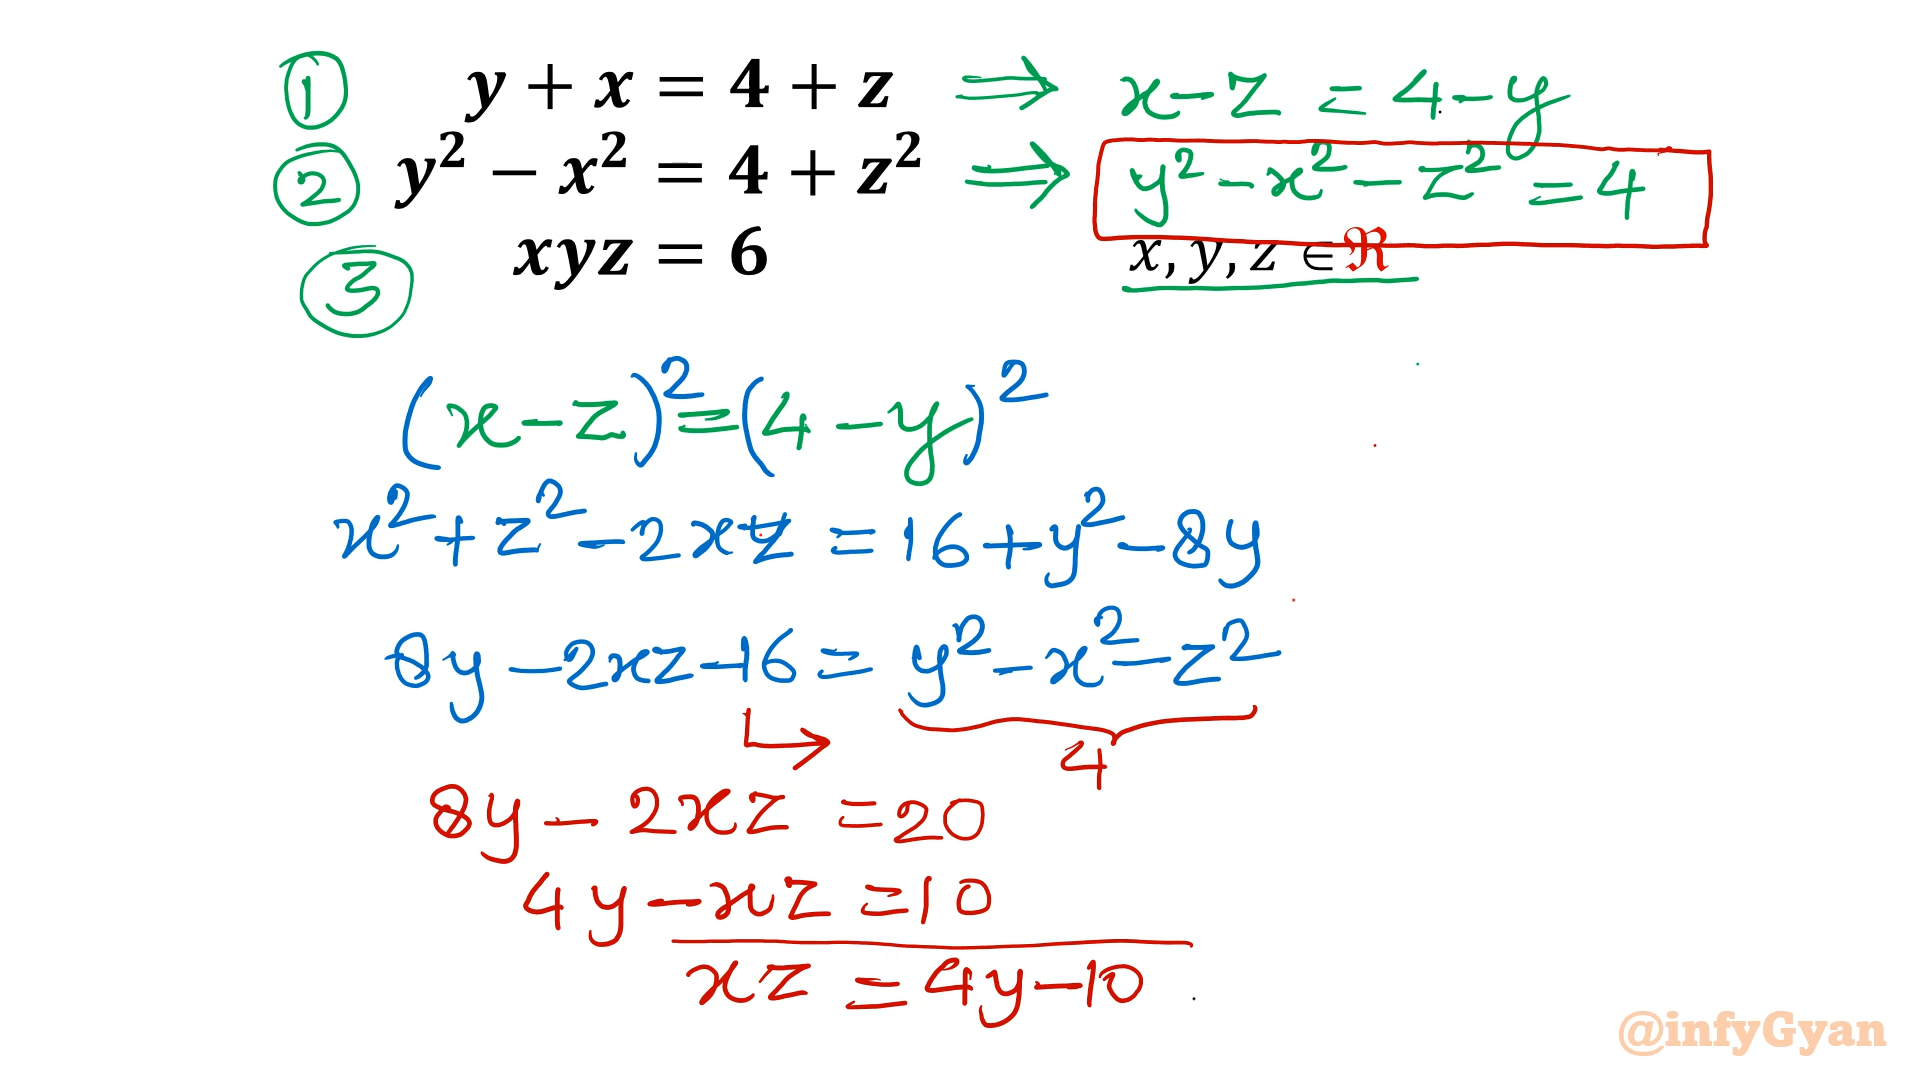 ① y + x = 4 + z ⟹ x - z = 4 - y
② y² − x² = 4 + z² ⟹ y² - x² - z² = 4
③ xyz = 6 x, y, z ∈ ℜ
(x - z)² = (4 - y)²
x² + z² - 2xz = 16 + y² - 8y
8y - 2xz - 16 = y² - x² - z²
4
8y - 2xz = 20
4y - xz = 10
xz = 4y - 10
@infyGyan